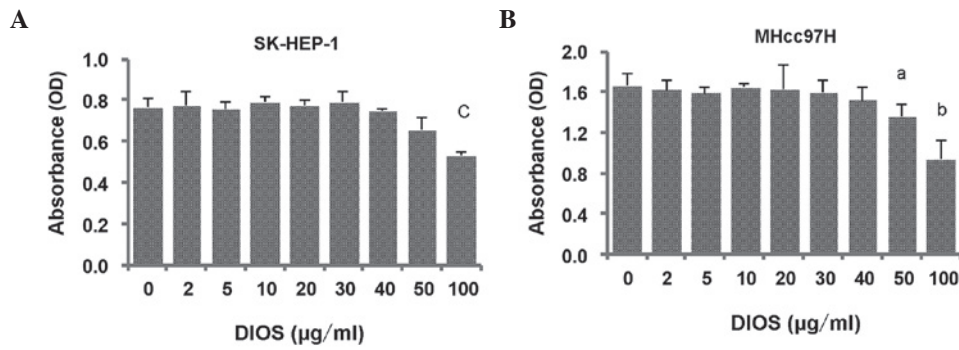 A
SK-HEP-1
Absorbance (OD)
1.0
0.8
0.6
0.4
0.2
0.0
C
0 2 5 10 20 30 40 50 100
DIOS (μg/ml)
B
MHcc97H
Absorbance (OD)
2.0
1.6
1.2
0.8
0.4
0.0
a
b
0 2 5 10 20 30 40 50 100
DIOS (μg/ml)